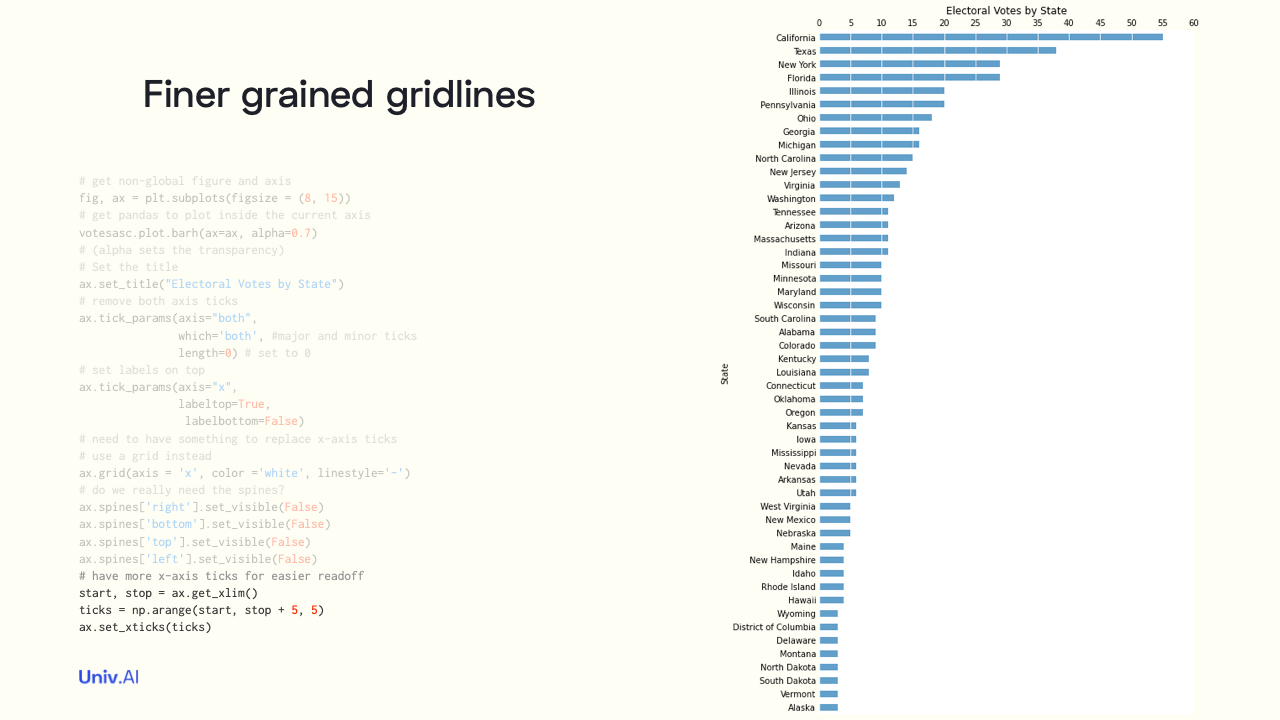 Finer grained gridlines
# get non-global figure and axis
fig, ax = plt.subplots(figsize = (8, 15))
# get pandas to plot inside the current axis
votesasc.plot.barh(ax=ax, alpha=0.7)
# (alpha sets the transparency)
# Set the title
ax.set_title("Electoral Votes by State")
# remove both axis ticks
ax.tick_params(axis="both",
which='both', #major and minor ticks
length=0) # set to 0
# set labels on top
ax.tick_params(axis="x",
labeltop=True,
labelbottom=False)
# need to have something to replace x-axis ticks
# use a grid instead
ax.grid(axis = 'x', color ='white', linestyle='-')
# do we really need the spines?
ax.spines['right'].set_visible(False)
ax.spines['bottom'].set_visible(False)
ax.spines['top'].set_visible(False)
ax.spines['left'].set_visible(False)
# have more x-axis ticks for easier readoff
start, stop = ax.get_xlim()
ticks = np.arange(start, stop + 5, 5)
ax.set_xticks(ticks)
Univ.AI
Electoral Votes by State
0 5 10 15 20 25 30 35 40 45 50 55 60
State
California
Texas
New York
Florida
Illinois
Pennsylvania
Ohio
Georgia
Michigan
North Carolina
New Jersey
Virginia
Washington
Tennessee
Arizona
Massachusetts
Indiana
Missouri
Minnesota
Maryland
Wisconsin
South Carolina
Alabama
Colorado
Kentucky
Louisiana
Connecticut
Oklahoma
Oregon
Kansas
Iowa
Mississippi
Nevada
Arkansas
Utah
West Virginia
New Mexico
Nebraska
Maine
New Hampshire
Idaho
Rhode Island
Hawaii
Wyoming
District of Columbia
Delaware
Montana
North Dakota
South Dakota
Vermont
Alaska